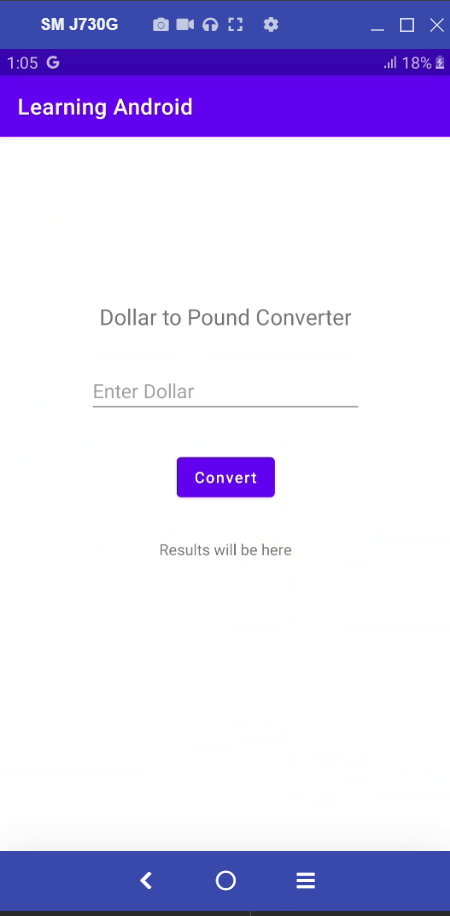 SM J730G
1:05 G 18%
Learning Android
Dollar to Pound Converter
Enter Dollar
Convert
Results will be here